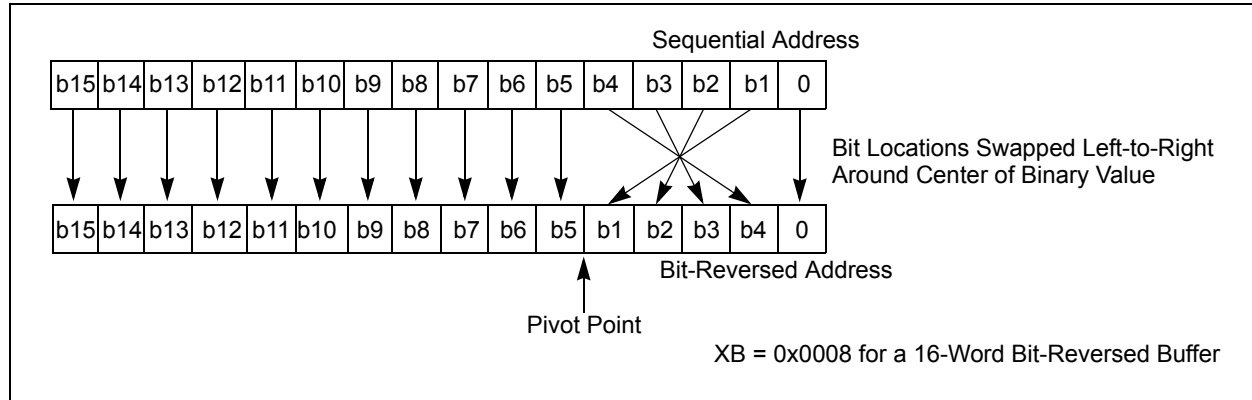 Sequential Address
b15 b14 b13 b12 b11 b10 b9 b8 b7 b6 b5 b4 b3 b2 b1 0
Bit Locations Swapped Left-to-Right
Around Center of Binary Value
b15 b14 b13 b12 b11 b10 b9 b8 b7 b6 b5 b1 b2 b3 b4 0
Bit-Reversed Address
Pivot Point
XB = 0x0008 for a 16-Word Bit-Reversed Buffer